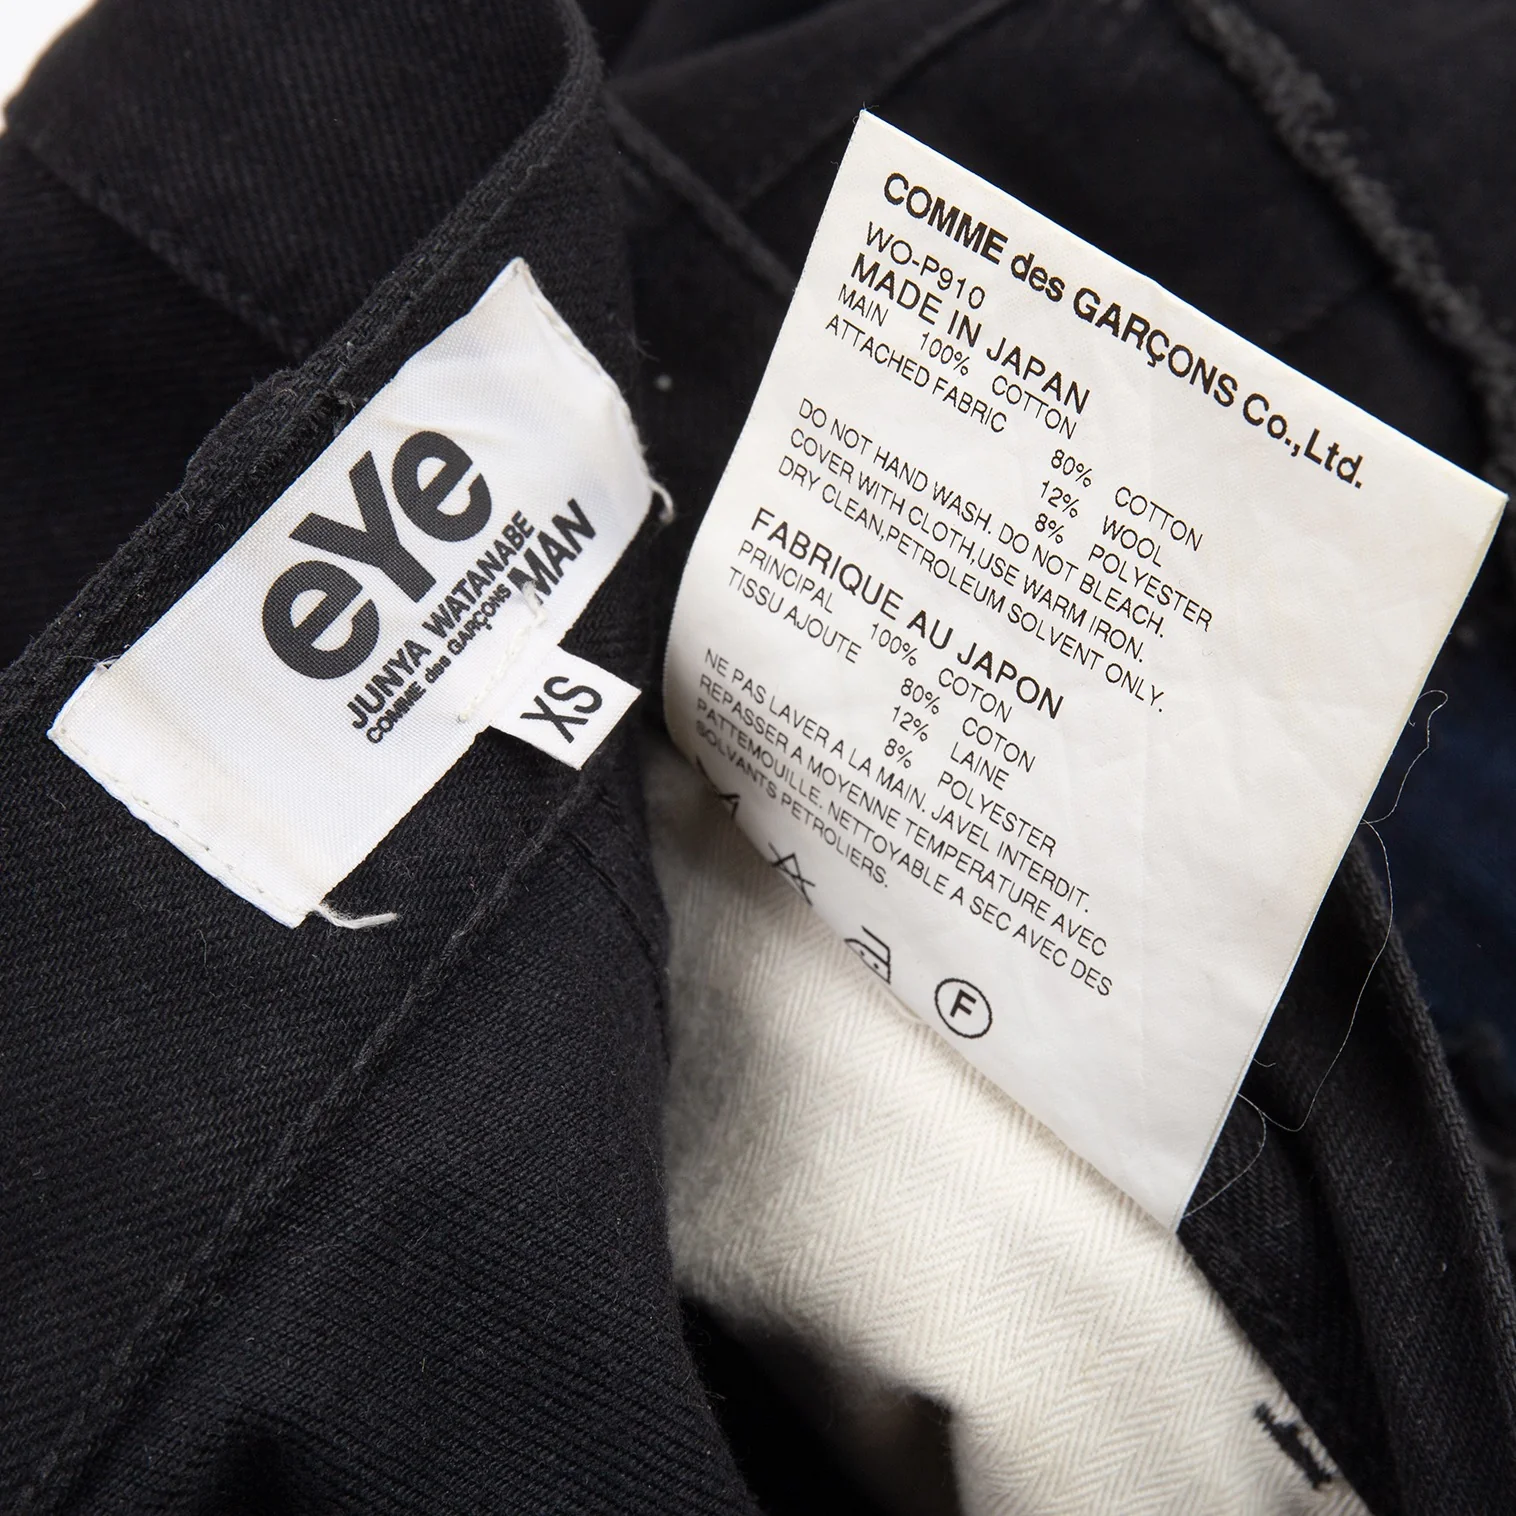 eYe
JUNYA WATANABE
COMME des GARÇONS MAN
XS
COMME des GARÇONS Co.,Ltd.
WO-P910
MADE IN JAPAN
MAIN 100% COTTON
ATTACHED FABRIC
80% COTTON
12% WOOL
8% POLYESTER
DO NOT HAND WASH. DO NOT BLEACH.
COVER WITH CLOTH,USE WARM IRON.
DRY CLEAN,PETROLEUM SOLVENT ONLY.
FABRIQUE AU JAPON
PRINCIPAL 100% COTON
TISSU AJOUTE
80% COTON
12% LAINE
8% POLYESTER
NE PAS LAVER A LA MAIN. JAVEL INTERDIT.
REPASSER A MOYENNE TEMPERATURE AVEC
PATTEMOUILLE. NETTOYABLE A SEC AVEC DES
SOLVANTS PETROLIERS.
F